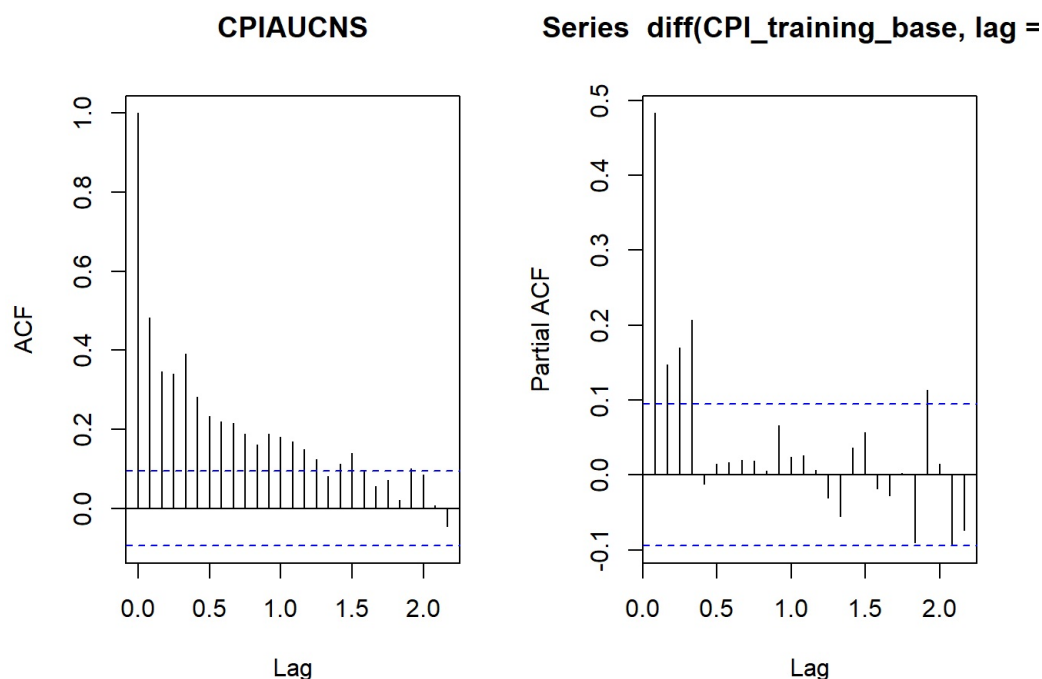 CPIAUCNS
ACF
1.0
0.8
0.6
0.4
0.2
0.0
0.0 0.5 1.0 1.5 2.0
Lag
Series diff(CPI_training_base, lag =
Partial ACF
0.5
0.4
0.3
0.2
0.1
0.0
-0.1
0.0 0.5 1.0 1.5 2.0
Lag